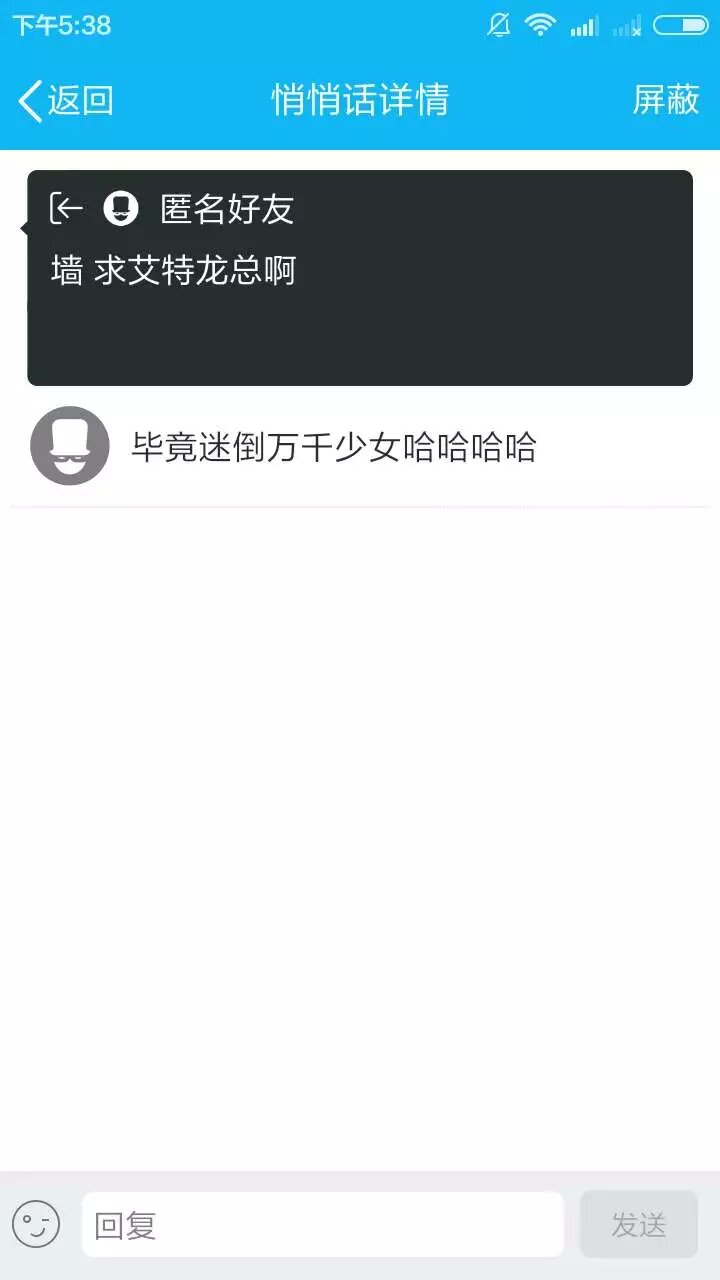 下午5:38
返回
悄悄话详情
屏蔽
匿名好友
墙 求艾特龙总啊
毕竟迷倒万千少女哈哈哈哈
回复
发送